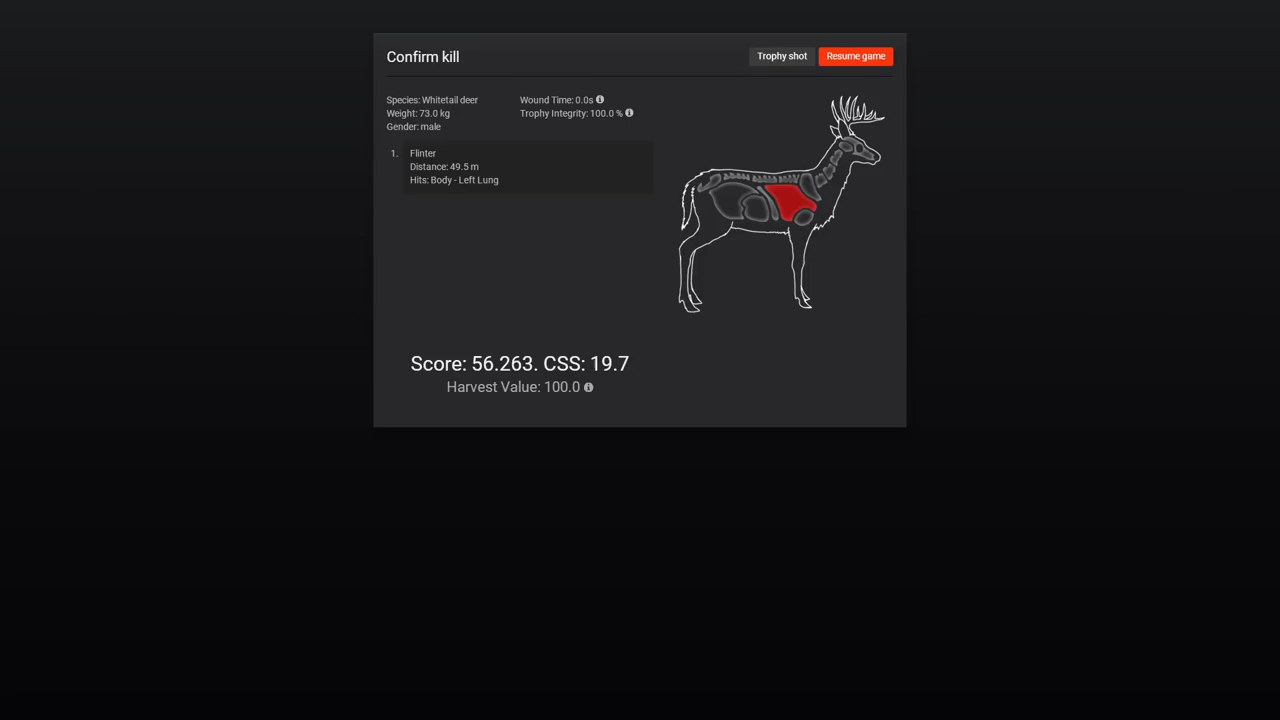 Confirm kill
Trophy shot
Resume game
Species: Whitetail deer
Weight: 73.0 kg
Gender: male
Wound Time: 0.0s
Trophy Integrity: 100.0 %
1. Flinter
Distance: 49.5 m
Hits: Body - Left Lung
Score: 56.263. CSS: 19.7
Harvest Value: 100.0